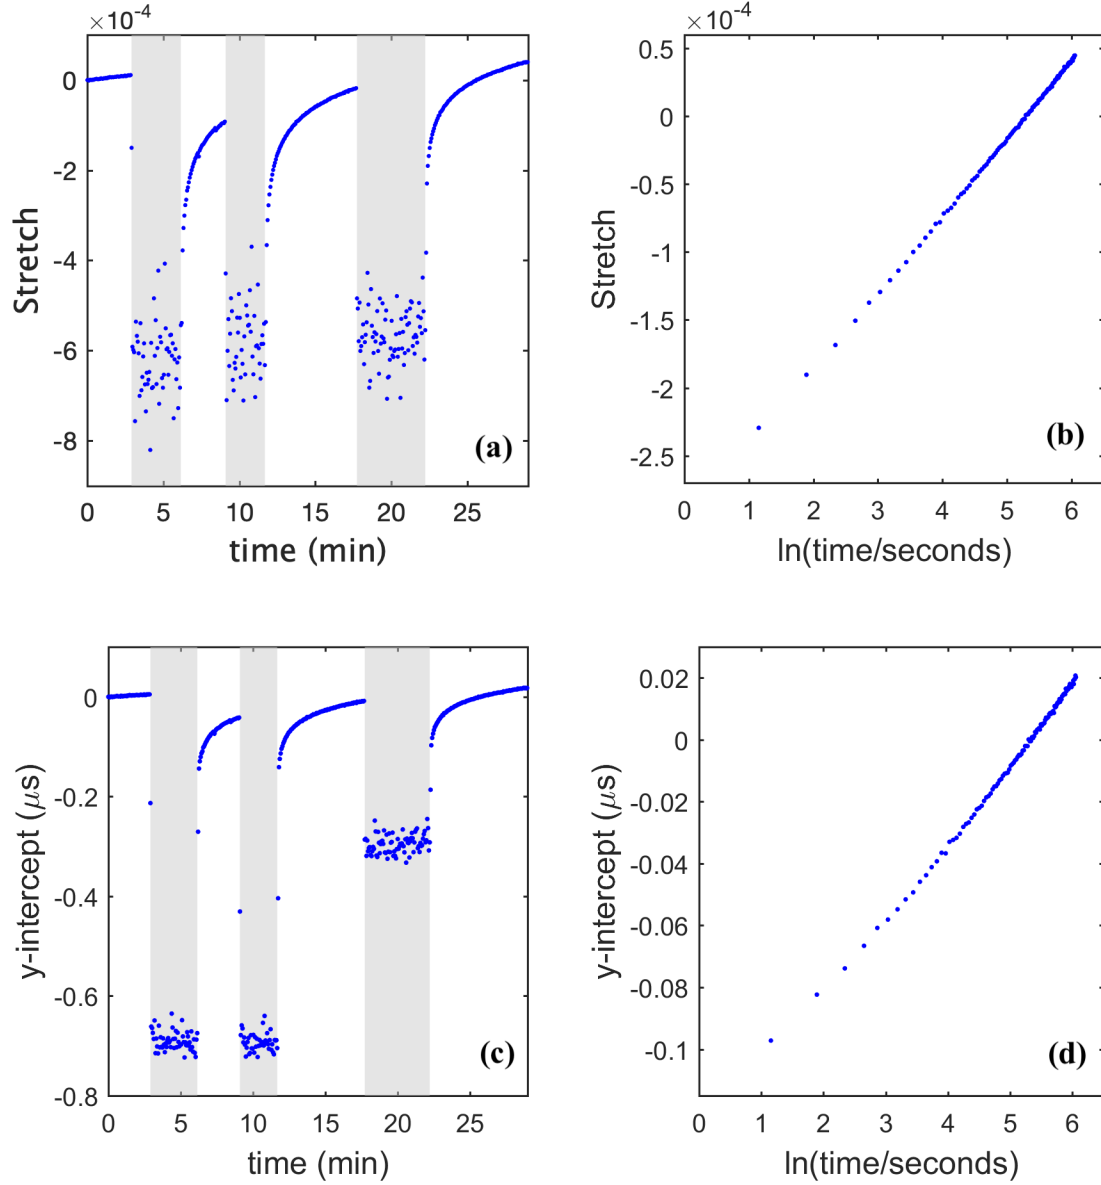 ×10⁻⁴
0
-2
-4
-6
-8
Stretch
0 5 10 15 20 25
time (min)
(a)
×10⁻⁴
0.5
0
-0.5
-1
-1.5
-2
-2.5
Stretch
0 1 2 3 4 5 6
ln(time/seconds)
(b)
0
-0.2
-0.4
-0.6
-0.8
y-intercept (μs)
0 5 10 15 20 25
time (min)
(c)
0.02
0
-0.02
-0.04
-0.06
-0.08
-0.1
y-intercept (μs)
0 1 2 3 4 5 6
ln(time/seconds)
(d)